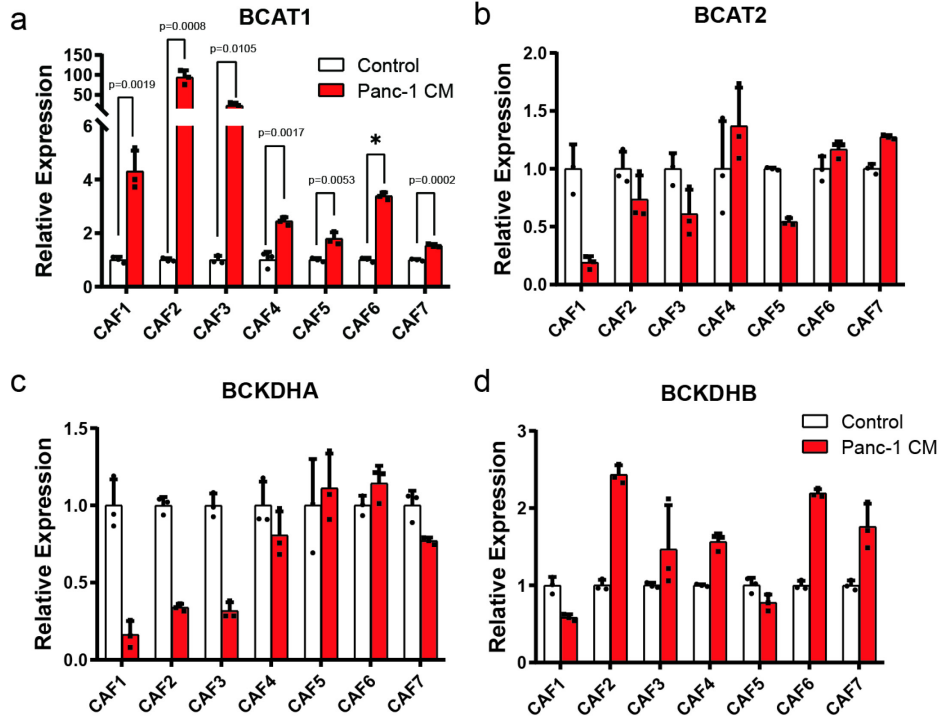 a
BCAT1
p=0.0019
p=0.0008
p=0.0105
p=0.0017
p=0.0053
*
p=0.0002
Control
Panc-1 CM
Relative Expression
150
100
50
6
4
2
0
CAF1
CAF2
CAF3
CAF4
CAF5
CAF6
CAF7
b
BCAT2
Relative Expression
2.0
1.5
1.0
0.5
0.0
CAF1
CAF2
CAF3
CAF4
CAF5
CAF6
CAF7
c
BCKDHA
Relative Expression
1.5
1.0
0.5
0.0
CAF1
CAF2
CAF3
CAF4
CAF5
CAF6
CAF7
d
BCKDHB
Control
Panc-1 CM
Relative Expression
3
2
1
0
CAF1
CAF2
CAF3
CAF4
CAF5
CAF6
CAF7